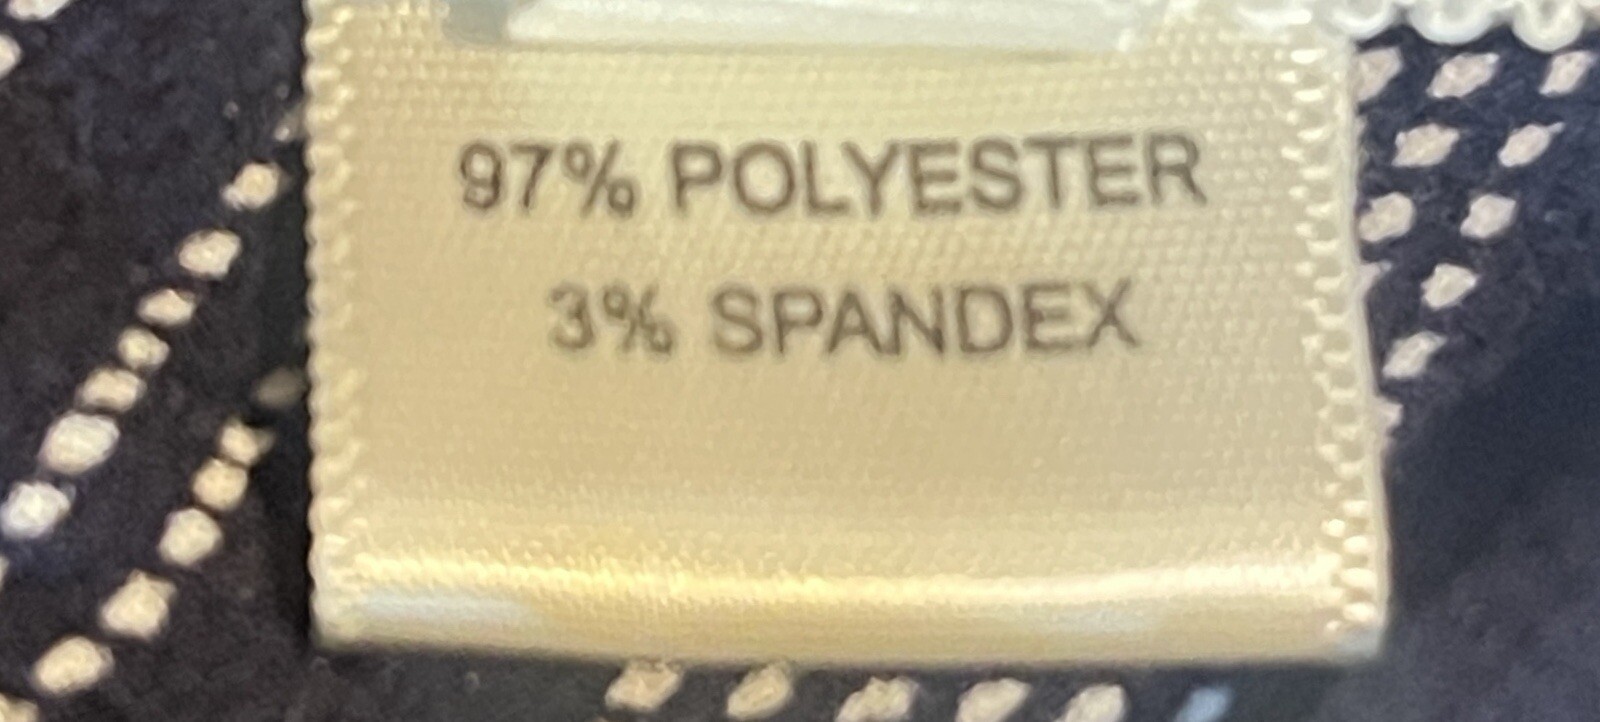 97% POLYESTER
3% SPANDEX